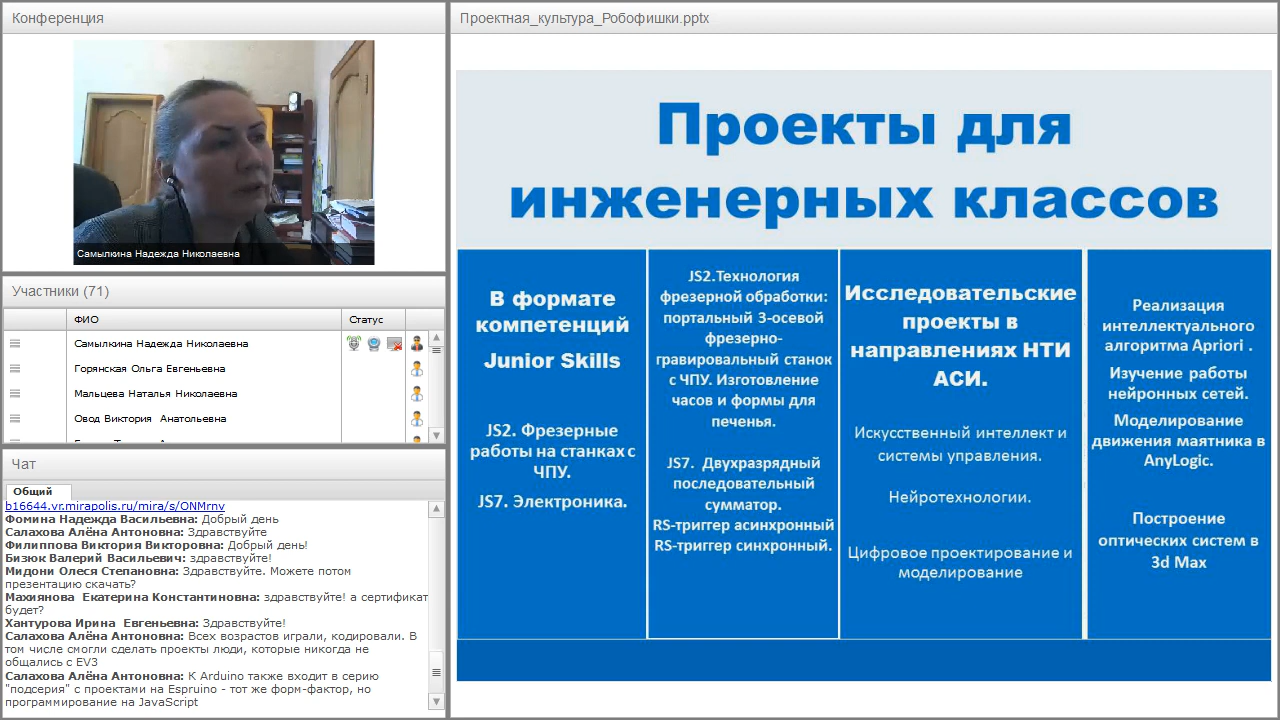 Конференция
Самылкина Надежда Николаевна
Участники (71)
ФИО
Статус
Самылкина Надежда Николаевна
Горянская Ольга Евгеньевна
Мальцева Наталья Николаевна
Овод Виктория Анатольевна
Чат
Общий
b16644.vr.mirapolis.ru/mira/s/ONMrnv
Фомина Надежда Васильевна: Добрый день
Салахова Алёна Антоновна: Здравствуйте
Филиппова Виктория Викторовна: Добрый день!
Бизюк Валерий Васильевич: здравствуйте!
Мидони Олеся Степановна: Здравствуйте. Можете потом
презентацию скачать?
Махиянова Екатерина Константиновна: здравствуйте! а сертификат
будет?
Хантурова Ирина Евгеньевна: Здравствуйте!
Салахова Алёна Антоновна: Всех возрастов играли, кодировали. В
том числе смогли сделать проекты люди, которые никогда не
общались с EV3
Салахова Алёна Антоновна: К Arduino также входит в серию
"подсерия" с проектами на Espruino - тот же форм-фактор, но
программирование на JavaScript
Проектная_культура_Робофишки.pptx
Проекты для
инженерных классов
В формате
компетенций
Junior Skills
JS2. Фрезерные
работы на станках с
ЧПУ.
JS7. Электроника.
JS2.Технология
фрезерной обработки:
портальный 3-осевой
фрезерно-
гравировальный станок
с ЧПУ. Изготовление
часов и формы для
печенья.
JS7. Двухразрядный
последовательный
сумматор.
RS-триггер асинхронный
RS-триггер синхронный.
Исследовательские
проекты в
направлениях НТИ
АСИ.
Искусственный интеллект и
системы управления.
Нейротехнологии.
Цифровое проектирование и
моделирование
Реализация
интеллектуального
алгоритма Apriori .
Изучение работы
нейронных сетей.
Моделирование
движения маятника в
AnyLogic.
Построение
оптических систем в
3d Max